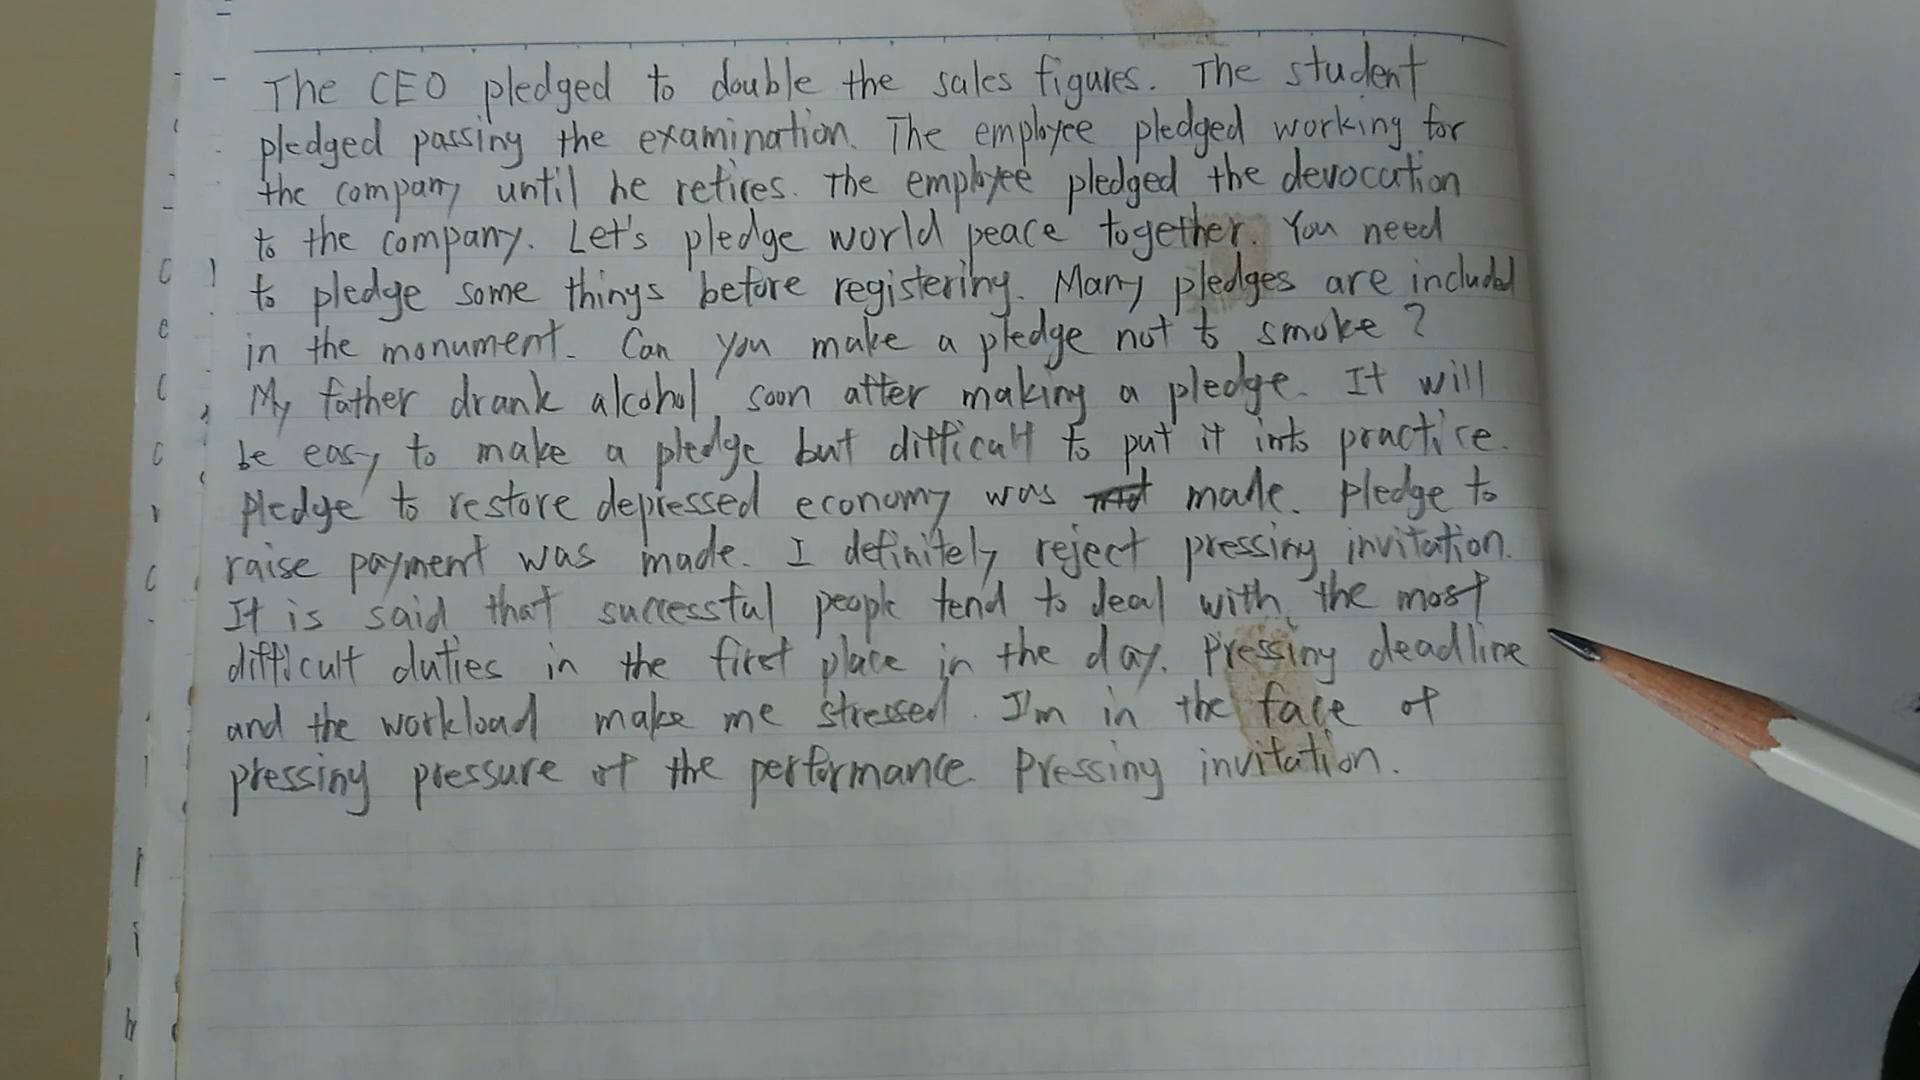 The CEO pledged to double the sales figures. The student
pledged passing the examination. The employee pledged working for
the company until he retires. The employee pledged the devocation
to the company. Let's pledge world peace together. You need
to pledge some things before registering. Many pledges are included
in the monument. Can you make a pledge not to smoke?
My father drank alcohol soon after making a pledge. It will
be easy to make a pledge but difficult to put it into practice.
Pledge to restore depressed economy was made. Pledge to
raise payment was made. I definitely reject pressing invitation.
It is said that successful people tend to deal with the most
difficult duties in the first place in the day. Pressing deadline
and the workload make me stressed. I'm in the face of
pressing pressure of the performance pressing invitation.